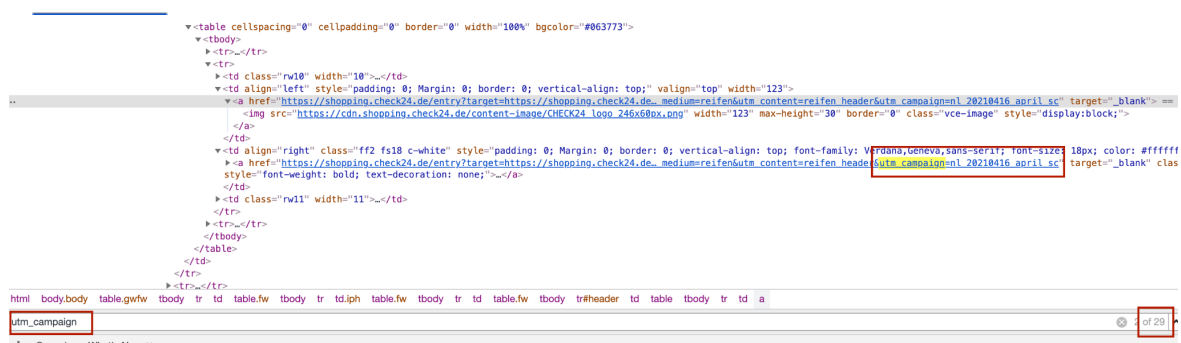 ▼<table cellspacing="0" cellpadding="0" border="0" width="100%" bgcolor="#063773">
▼<tbody>
▶<tr>…</tr>
▼<tr>
▶<td class="rw10" width="10">…</td>
▼<td align="left" style="padding: 0; Margin: 0; border: 0; vertical-align: top;" valign="top" width="123">
▼<a href="https://shopping.check24.de/entry?target=https://shopping.check24.de…_medium=reifen&utm_content=reifen_header&utm_campaign=nl_20210416_april_sc" target="_blank"> ==
<img src="https://cdn.shopping.check24.de/content-image/CHECK24_logo_246x60px.png" width="123" max-height="30" border="0" class="vce-image" style="display:block;">
</a>
</td>
▼<td align="right" class="ff2 fs18 c-white" style="padding: 0; Margin: 0; border: 0; vertical-align: top; font-family: Verdana,Geneva,sans-serif; font-size: 18px; color: #ffffff
▶<a href="https://shopping.check24.de/entry?target=https://shopping.check24.de…_medium=reifen&utm_content=reifen_header&utm_campaign=nl_20210416_april_sc" target="_blank" clas
style="font-weight: bold; text-decoration: none;">…</a>
</td>
▶<td class="rw11" width="11">…</td>
</tr>
▶<tr>…</tr>
</tbody>
</table>
</td>
</tr>
▶<tr>…</tr>
html body.body table.gwfw tbody tr td table.fw tbody tr td.iph table.fw tbody tr td table.fw tbody tr#header td table tbody tr td a
utm_campaign 2 of 29